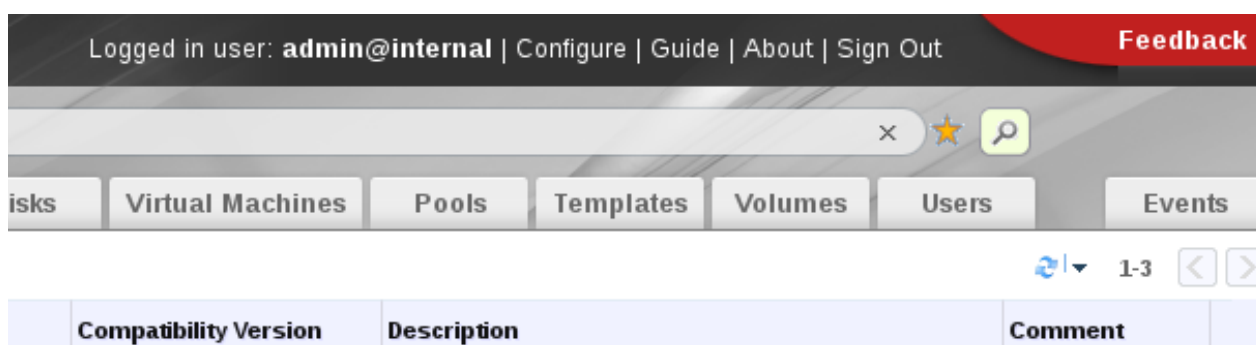 Logged in user: admin@internal | Configure | Guide | About | Sign Out Feedback
isks Virtual Machines Pools Templates Volumes Users Events
1-3
Compatibility Version Description Comment